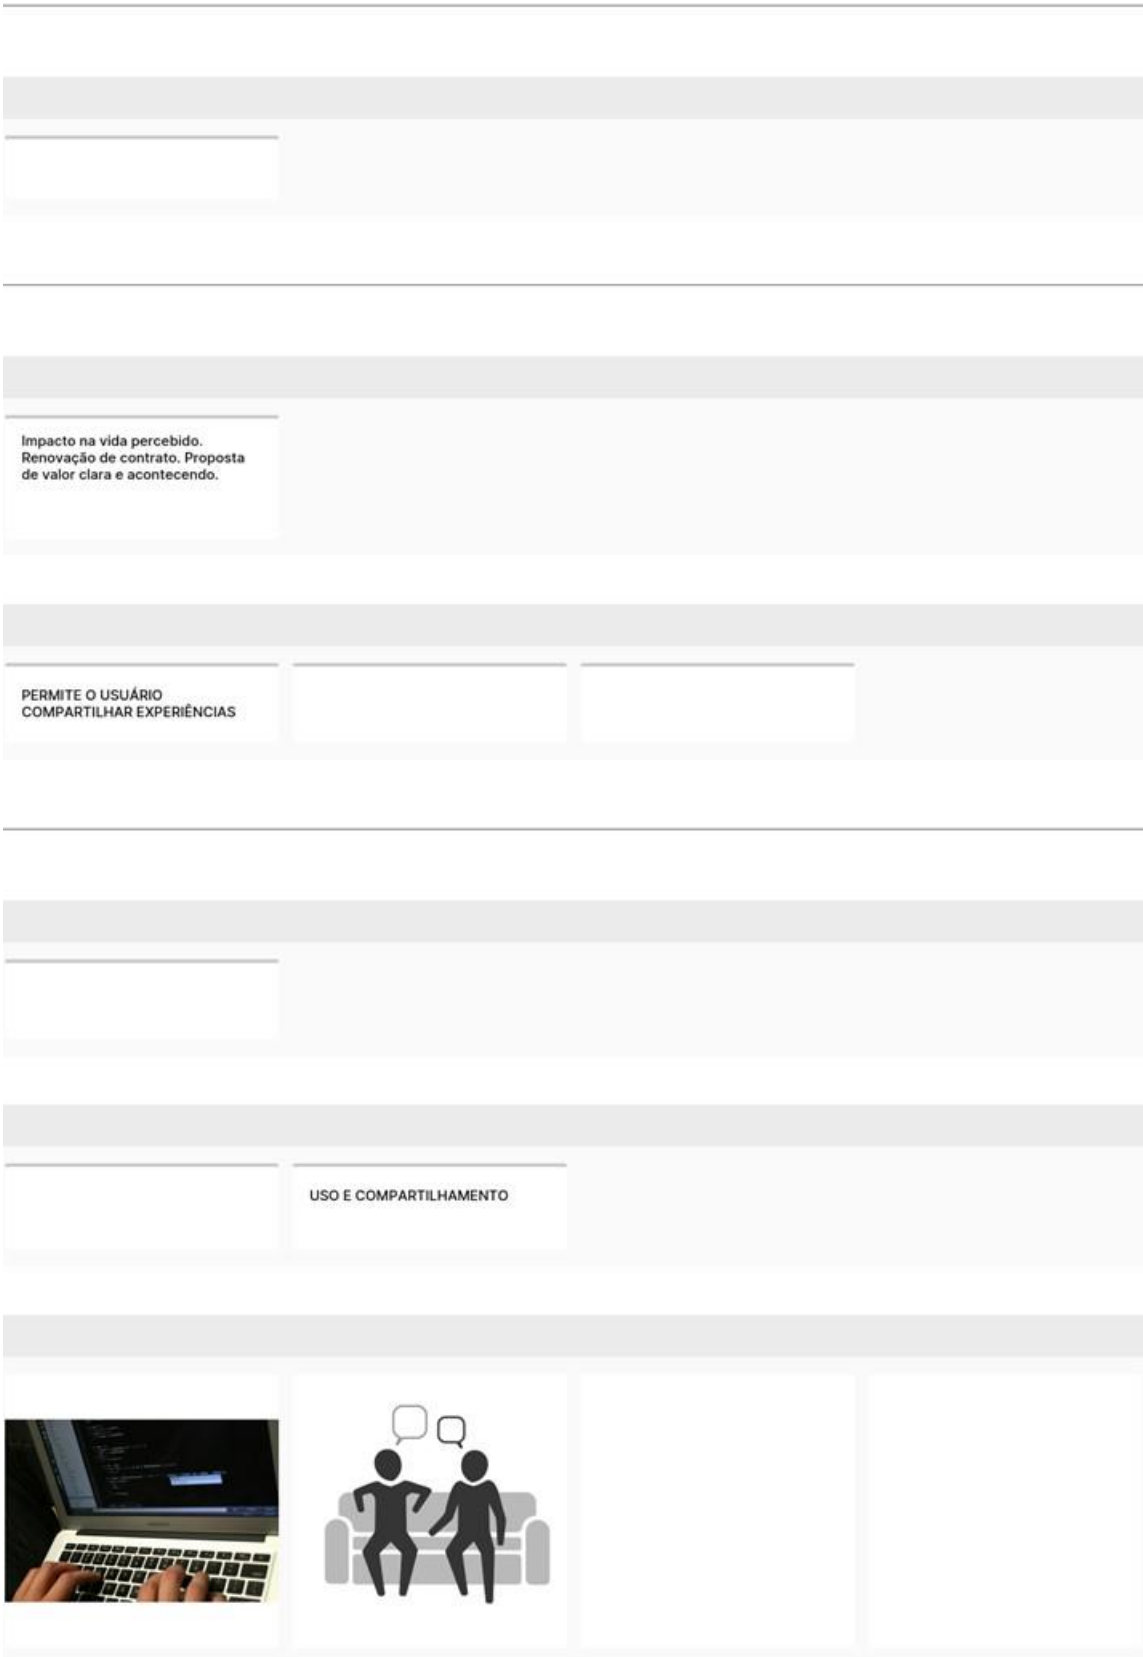 Impacto na vida percebido.
Renovação de contrato. Proposta
de valor clara e acontecendo.
PERMITE O USUÁRIO
COMPARTILHAR EXPERIÊNCIAS
USO E COMPARTILHAMENTO